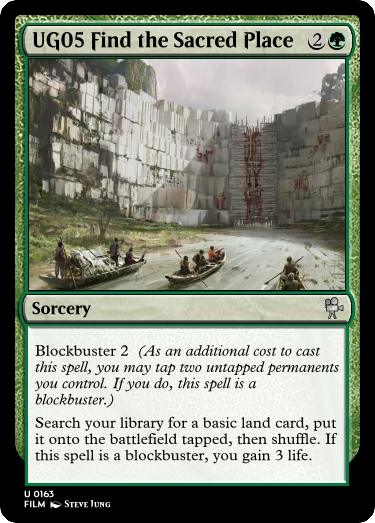 UG05 Find the Sacred Place 2
Sorcery
Blockbuster 2 (As an additional cost to cast
this spell, you may tap two untapped permanents
you control. If you do, this spell is a
blockbuster.)
Search your library for a basic land card, put
it onto the battlefield tapped, then shuffle. If
this spell is a blockbuster, you gain 3 life.
U 0163
FILM Steve Jung